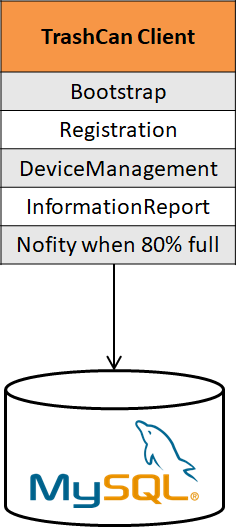 TrashCan Client
Bootstrap
Registration
DeviceManagement
InformationReport
Nofity when 80% full
MySQL®